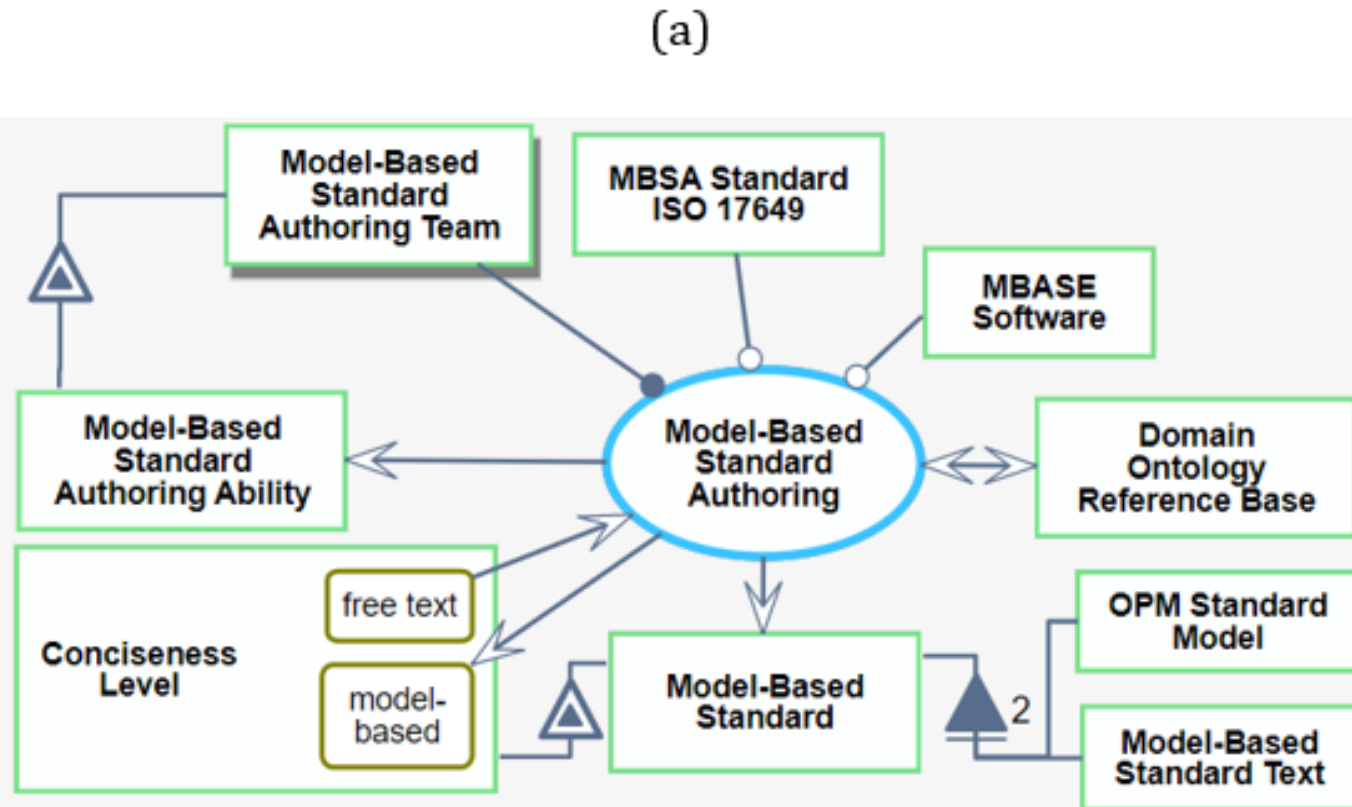 (a)
Model-Based
Standard
Authoring Team
MBSA Standard
ISO 17649
MBASE
Software
Model-Based
Standard
Authoring Ability
Model-Based
Standard
Authoring
Domain
Ontology
Reference Base
Conciseness
Level
free text
model-
based
Model-Based
Standard
2
OPM Standard
Model
Model-Based
Standard Text